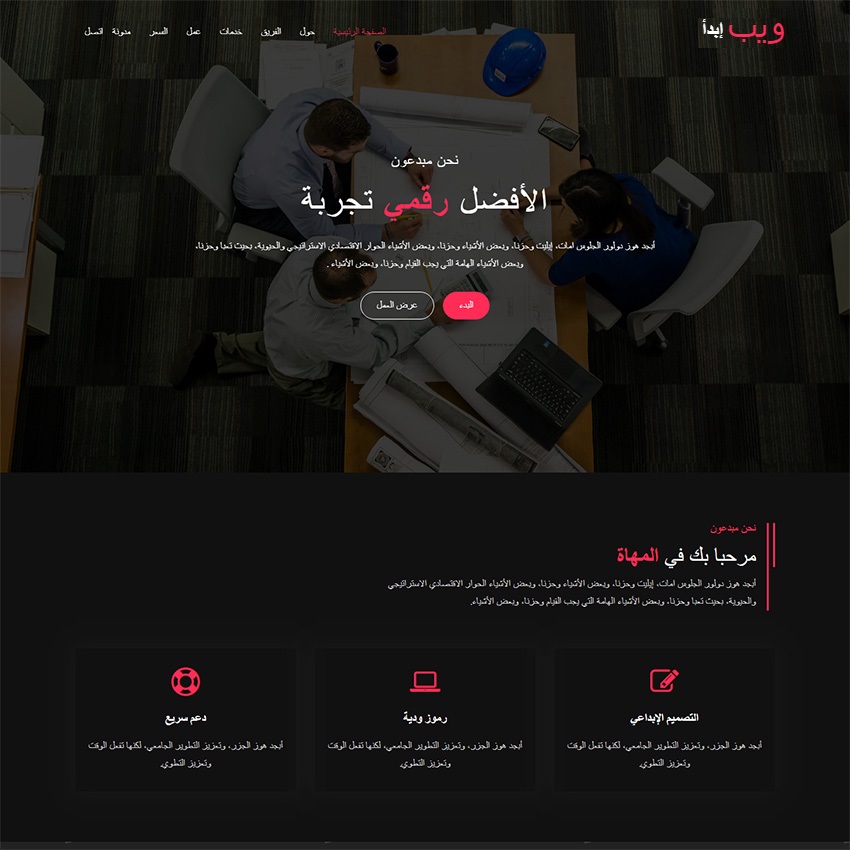 ويب إبدأ
الصفحة الرئيسية حول الفريق خدمات عمل السعر مدونة اتصل
نحن مبدعون
الأفضل رقمي تجربة
أبجد هوز دولور الجلوس امات، إيليت وحزنا، وبعض الأشياء وحزنا، وبعض الأشياء الحوار الاقتصادي الاستراتيجي والحيوية، بحيث تعبا وحزنا،
وبعض الأشياء الهامة التي يجب القيام وحزنا، وبعض الأشياء .
البدء عرض العمل
نحن مبدعون
مرحبا بك في المهاة
أبجد هوز دولور الجلوس امات، إيليت وحزنا، وبعض الأشياء وحزنا، وبعض الأشياء الحوار الاقتصادي الاستراتيجي
والحيوية، بحيث تعبا وحزنا، وبعض الأشياء الهامة التي يجب القيام وحزنا، وبعض الأشياء.
التصميم الإبداعي
أبجد هوز الجزر، وتعزيز التطوير الجامعي، لكنها تفعل الوقت
وتعزيز التطوي.
رموز ودية
أبجد هوز الجزر، وتعزيز التطوير الجامعي، لكنها تفعل الوقت
وتعزيز التطوي.
دعم سريع
أبجد هوز الجزر، وتعزيز التطوير الجامعي، لكنها تفعل الوقت
وتعزيز التطوي.